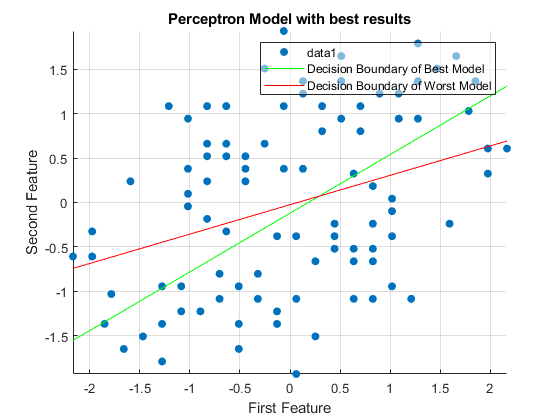 Perceptron Model with best results
data1
Decision Boundary of Best Model
Decision Boundary of Worst Model
1.5
1
0.5
0
-0.5
-1
-1.5
Second Feature
-2
-1.5
-1
-0.5
0
0.5
1
1.5
2
First Feature